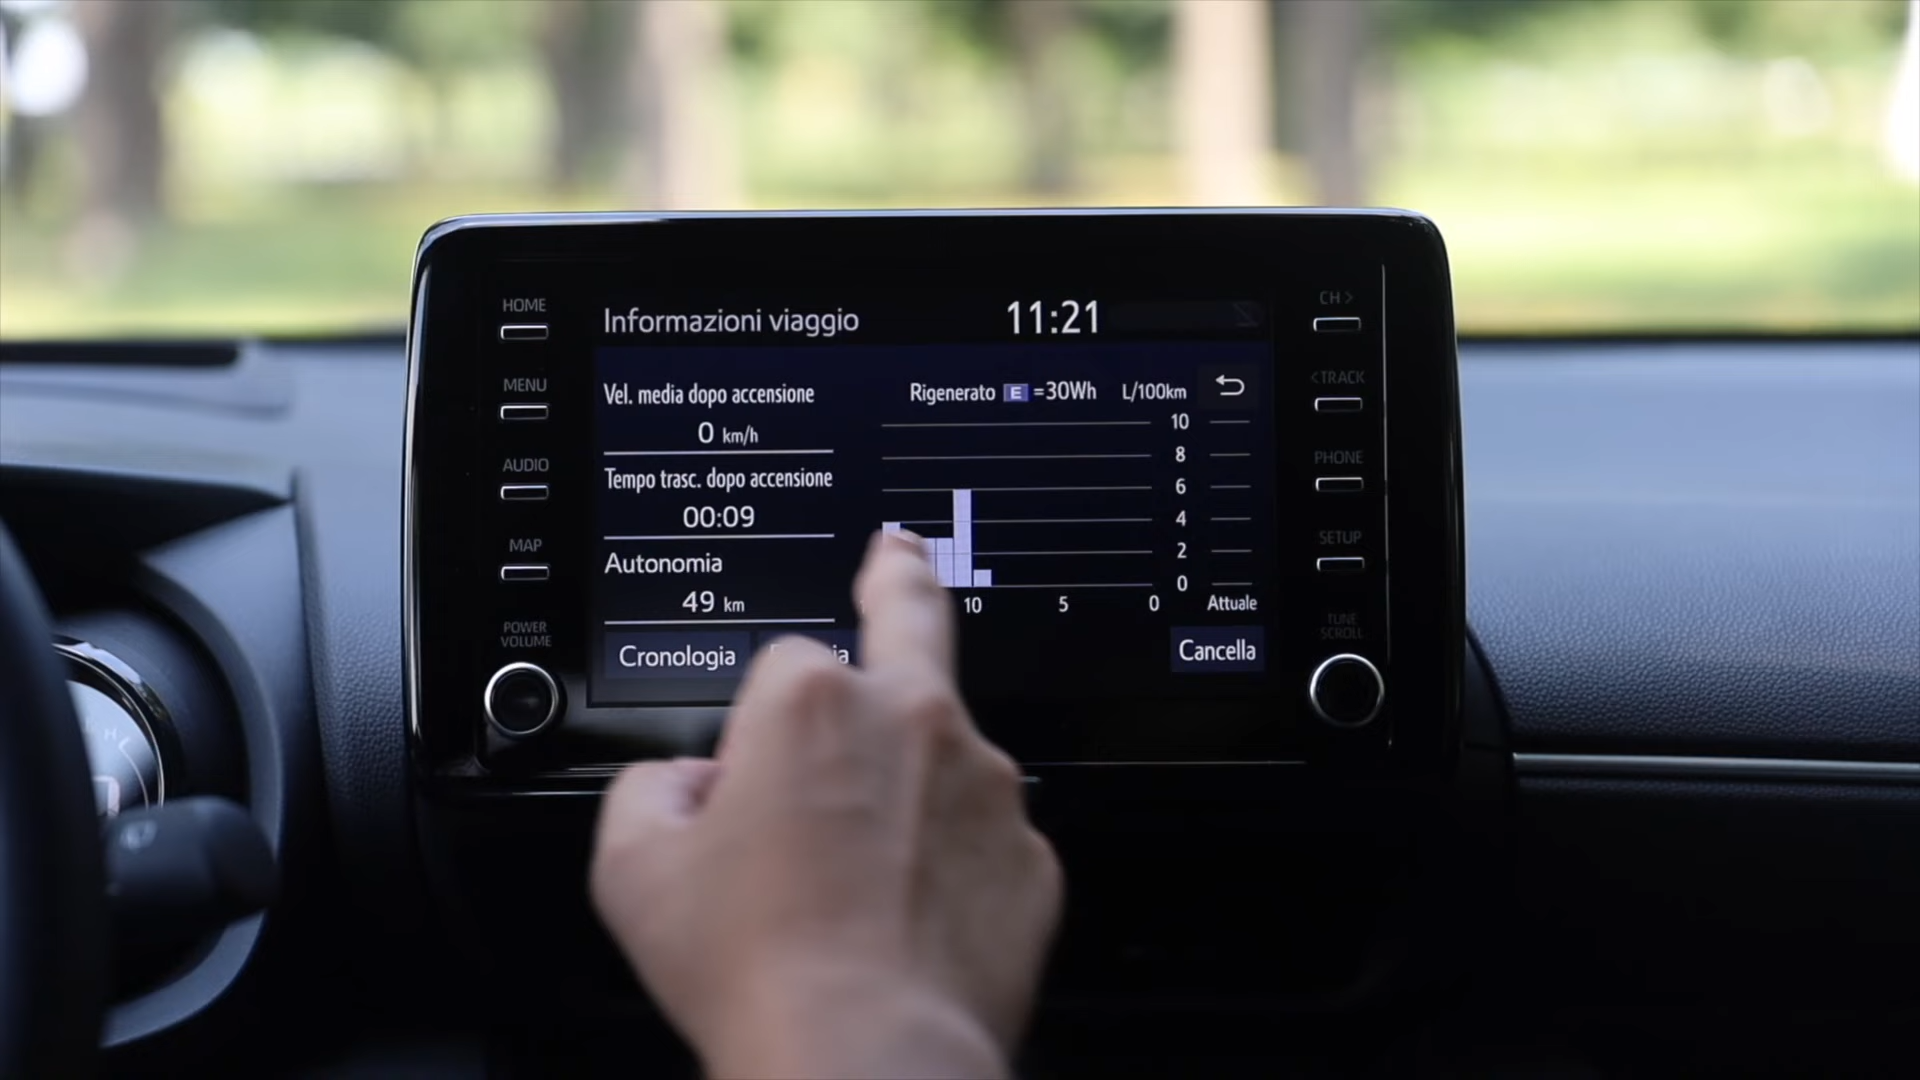 HOME
MENU
AUDIO
MAP
POWER
VOLUME
Informazioni viaggio
11:21
Vel. media dopo accensione
0 km/h
Tempo trasc. dopo accensione
00:09
Autonomia
49 km
Cronologia
Rigenerato E =30Wh L/100km
10
8
6
4
2
0
10 5 0 Attuale
Cancella
CH >
< TRACK
PHONE
SETUP
TUNE
SCROLL